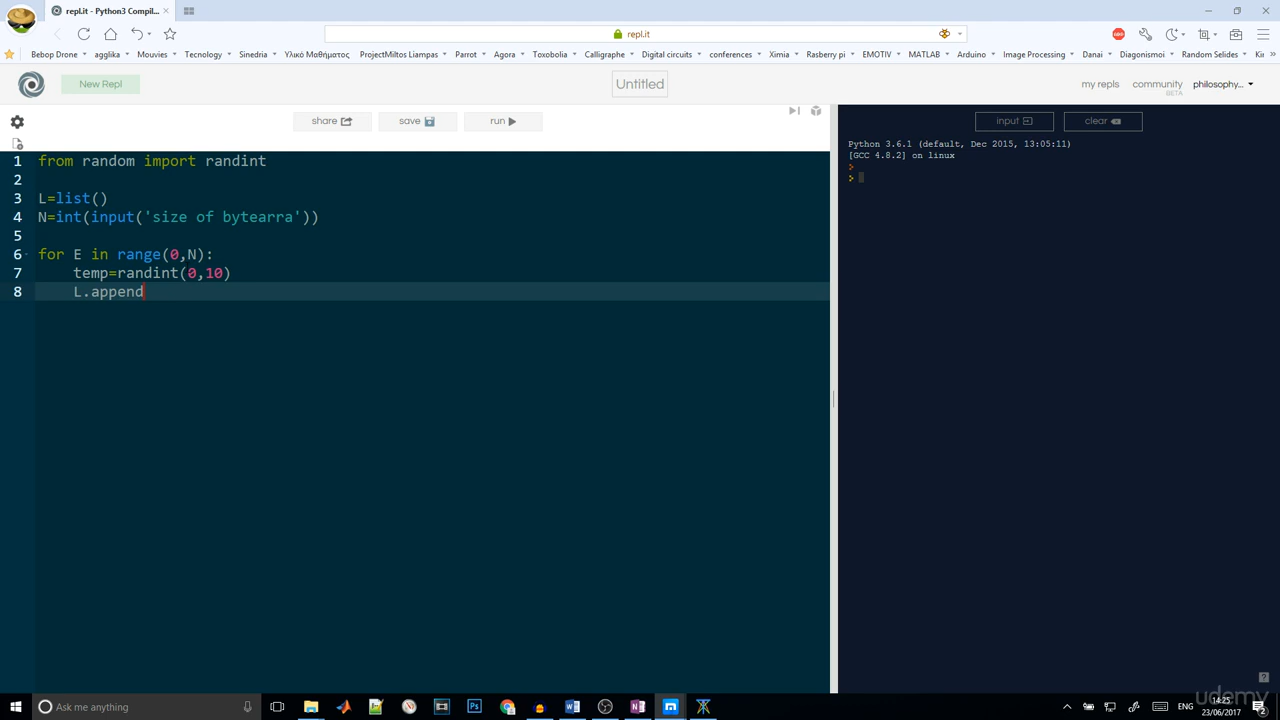 repl.it - Python3 Compil...
repl.it
Bebop Drone
agglika
Mouvies
Tecnology
Sinedria
Υλικό Μαθήματος
ProjectMiltos Liampas
Parrot
Agora
Toxobolia
Calligraphe
Digital circuits
conferences
Ximia
Rasberry pi
EMOTIV
MATLAB
Arduino
Image Processing
Danai
Diagonismoi
Random Selides
Kin
New Repl
Untitled
my repls
community
BETA
philosophy...
share
save
run
input
clear
1 from random import randint
2
3 L=list()
4 N=int(input('size of bytearra'))
5
6 for E in range(0,N):
7 temp=randint(0,10)
8 L.append
Python 3.6.1 (default, Dec 2015, 13:05:11)
[GCC 4.8.2] on linux
Ask me anything
ENG
14:25
23/06/2017
udemy